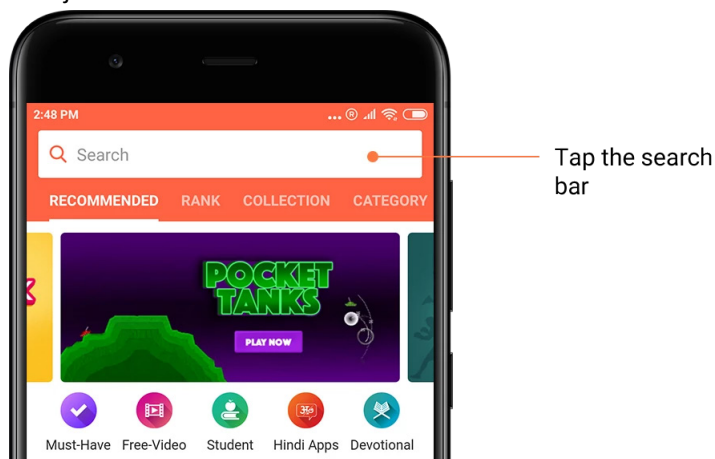 2:48 PM
Search
Tap the search
bar
RECOMMENDED RANK COLLECTION CATEGORY
POCKET
TANKS
PLAY NOW
Must-Have Free-Video Student Hindi Apps Devotional